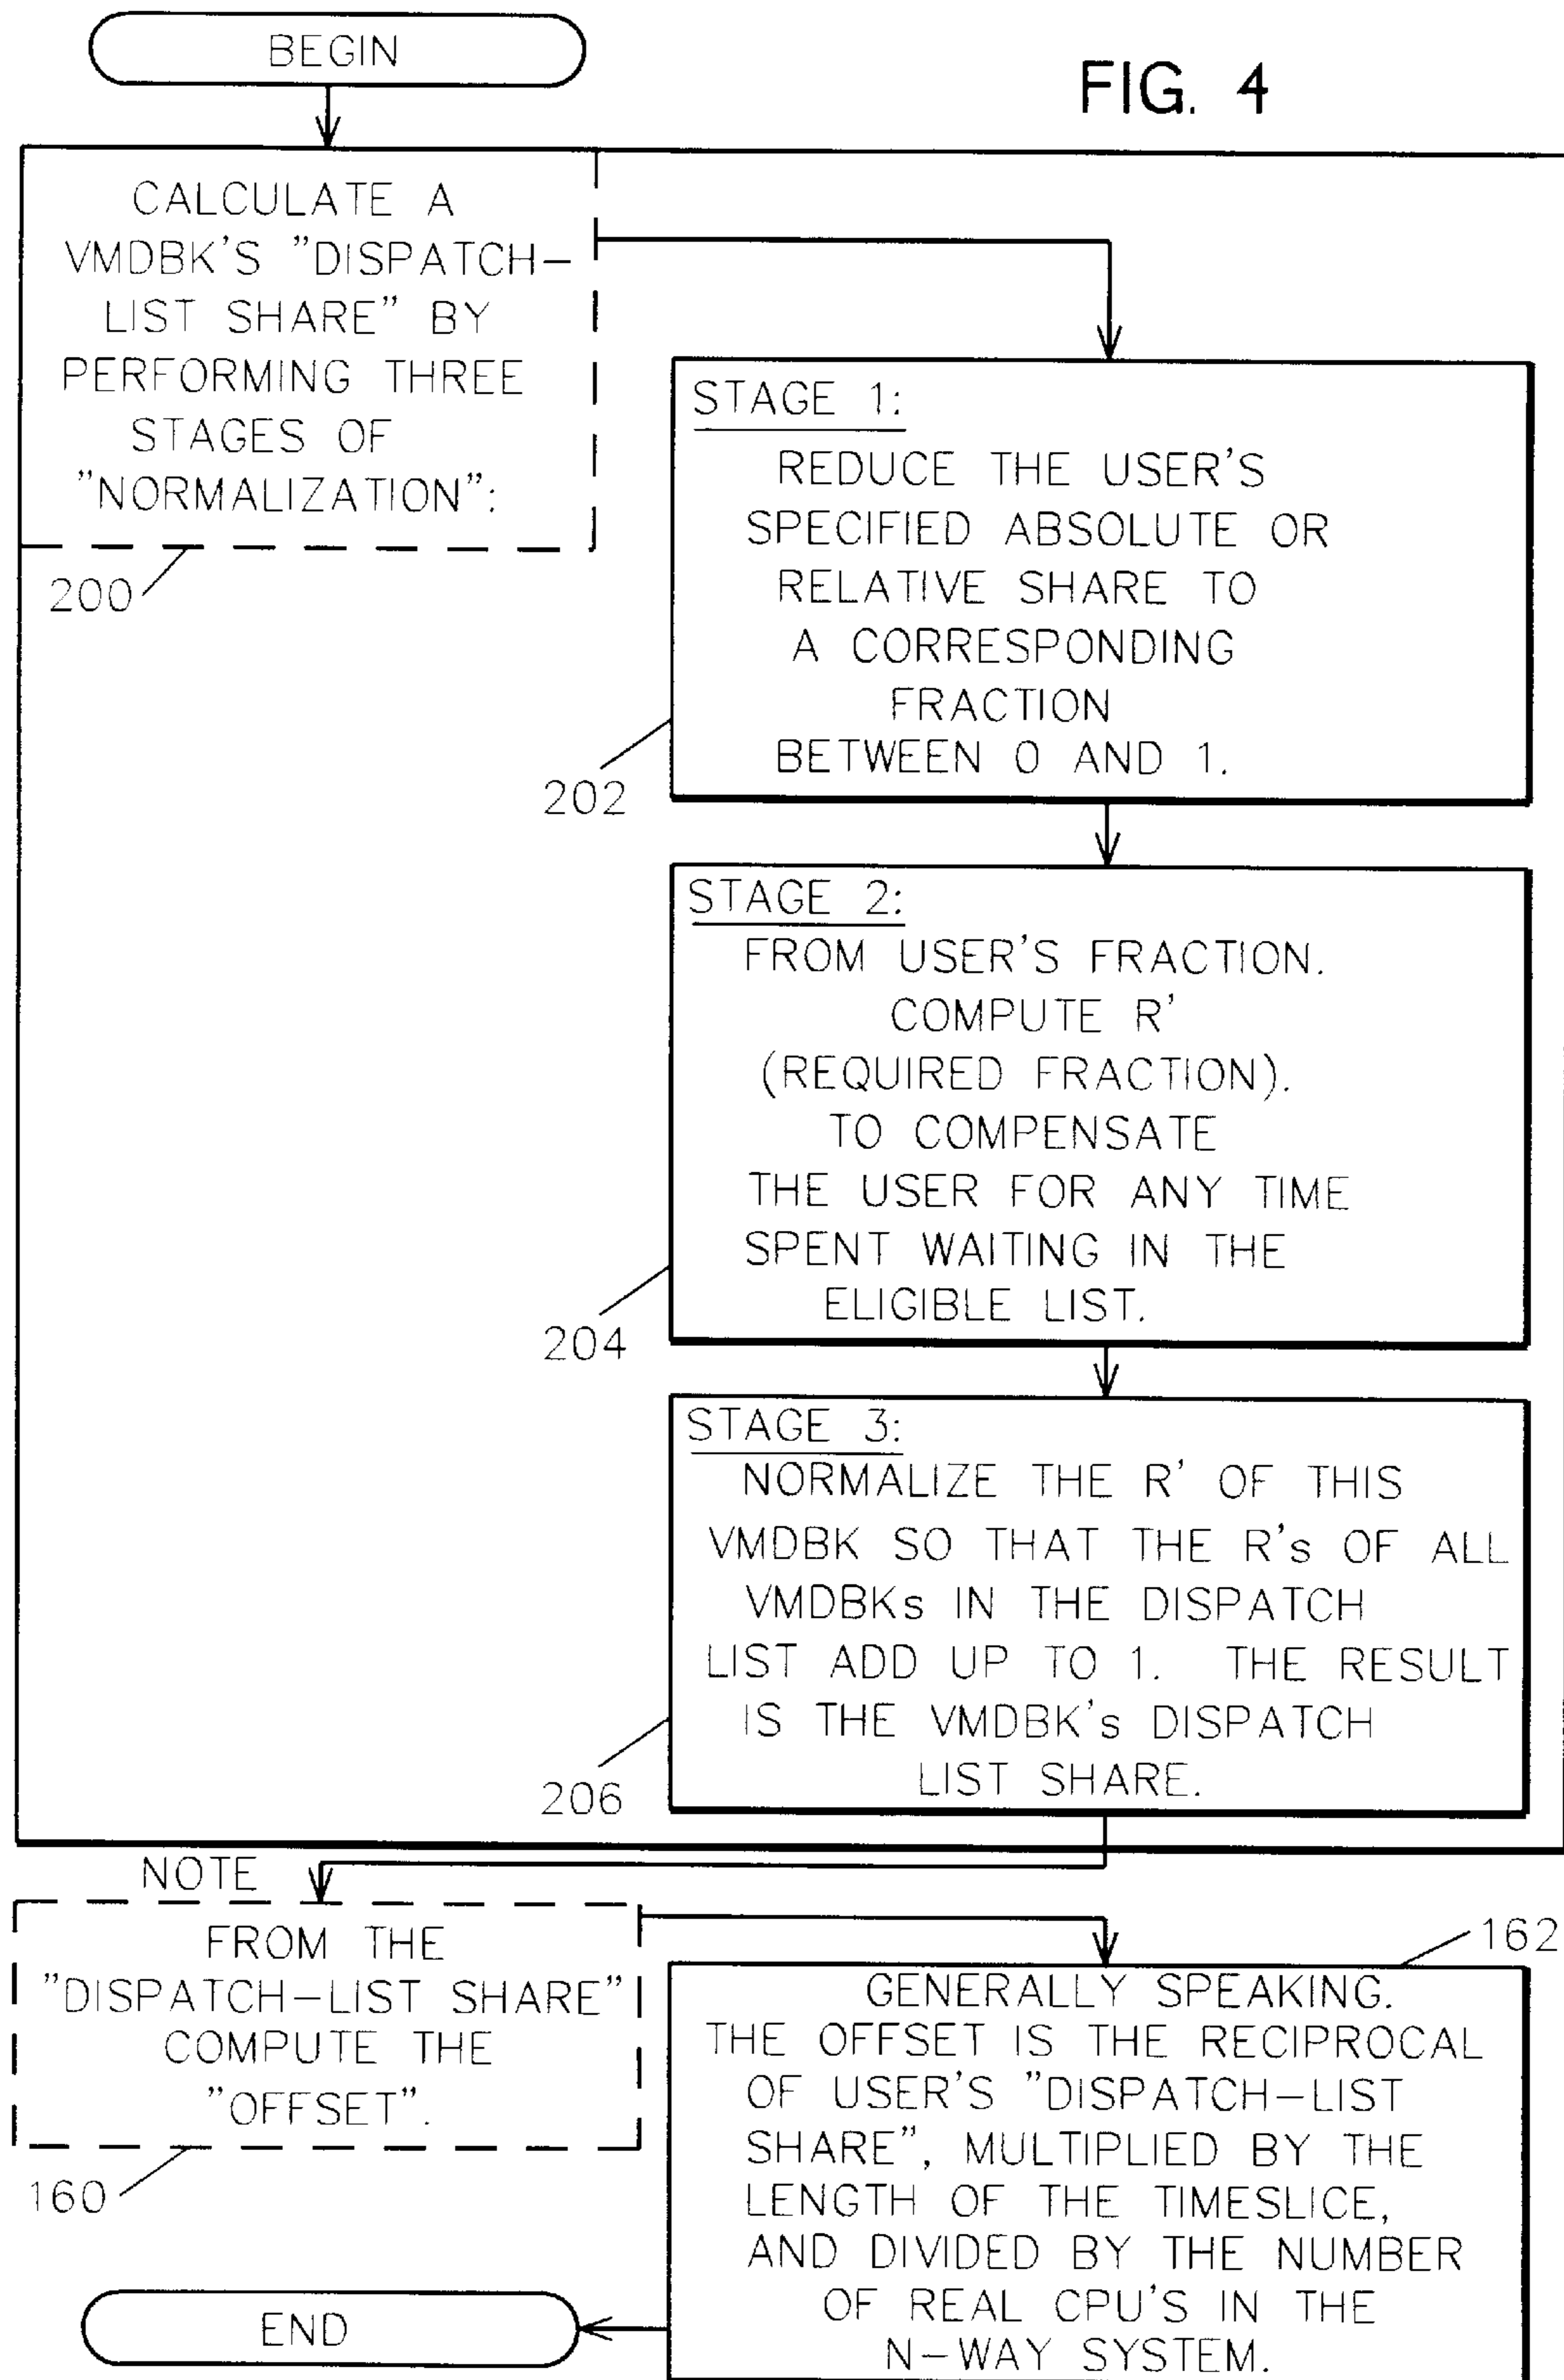 BEGIN
FIG. 4
CALCULATE A
VMDBK'S "DISPATCH-
LIST SHARE" BY
PERFORMING THREE
STAGES OF
"NORMALIZATION":
200
STAGE 1:
REDUCE THE USER'S
SPECIFIED ABSOLUTE OR
RELATIVE SHARE TO
A CORRESPONDING
FRACTION
BETWEEN 0 AND 1.
202
STAGE 2:
FROM USER'S FRACTION.
COMPUTE R'
(REQUIRED FRACTION).
TO COMPENSATE
THE USER FOR ANY TIME
SPENT WAITING IN THE
ELIGIBLE LIST.
204
STAGE 3:
NORMALIZE THE R' OF THIS
VMDBK SO THAT THE R's OF ALL
VMDBKs IN THE DISPATCH
LIST ADD UP TO 1. THE RESULT
IS THE VMDBK's DISPATCH
LIST SHARE.
206
NOTE
FROM THE
"DISPATCH-LIST SHARE"
COMPUTE THE
"OFFSET".
160
162
GENERALLY SPEAKING.
THE OFFSET IS THE RECIPROCAL
OF USER'S "DISPATCH-LIST
SHARE", MULTIPLIED BY THE
LENGTH OF THE TIMESLICE,
AND DIVIDED BY THE NUMBER
OF REAL CPU'S IN THE
N-WAY SYSTEM.
END